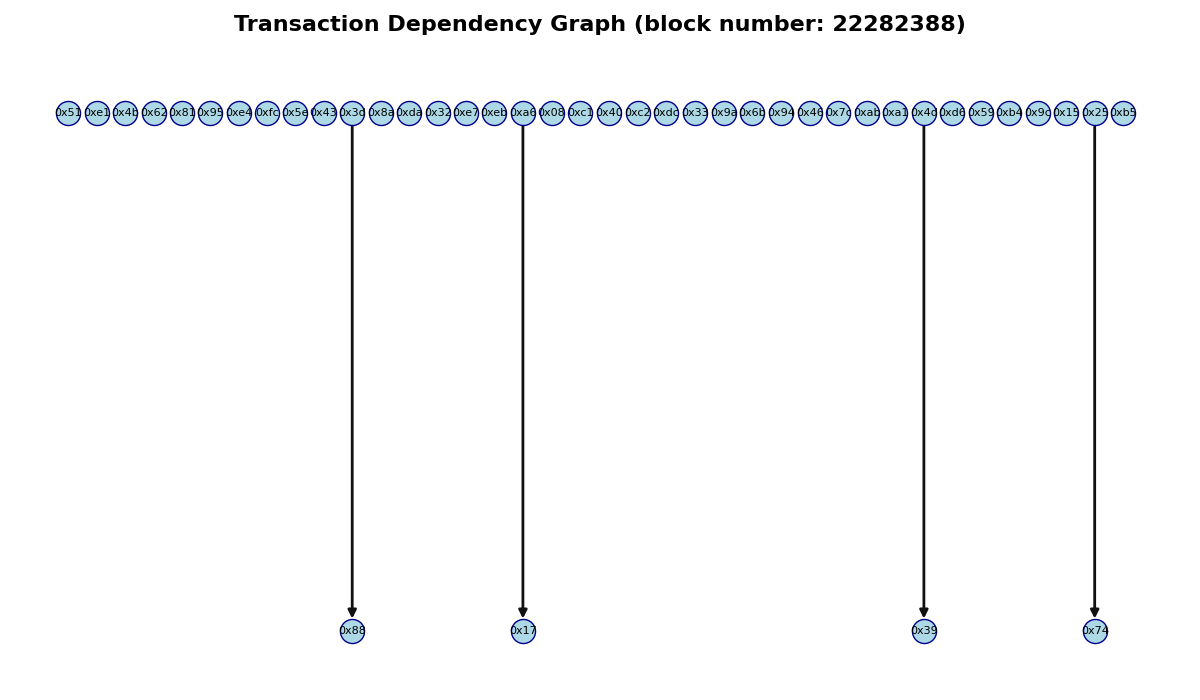 Transaction Dependency Graph (block number: 22282388)
0x51 0xe1 0x4b 0x62 0x81 0x95 0xe4 0xfc 0x5e 0x43 0x3d 0x8a 0xda 0x32 0xe7 0xeb 0xa6 0x08 0xc1 0x40 0xc2 0xdc 0x33 0x9a 0x6b 0x94 0x46 0x7c 0xab 0xa1 0x4d 0xd6 0x59 0xb4 0x9c 0x15 0x25 0xb5
0x88 0x17 0x39 0x74